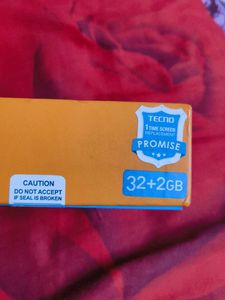 TECNO
1 TIME SCREEN
REPLACEMENT
PROMISE
32+2GB
CAUTION
DO NOT ACCEPT
IF SEAL IS BROKEN